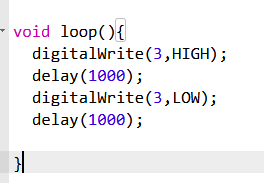 void loop(){
  digitalWrite(3,HIGH);
  delay(1000);
  digitalWrite(3,LOW);
  delay(1000);

}